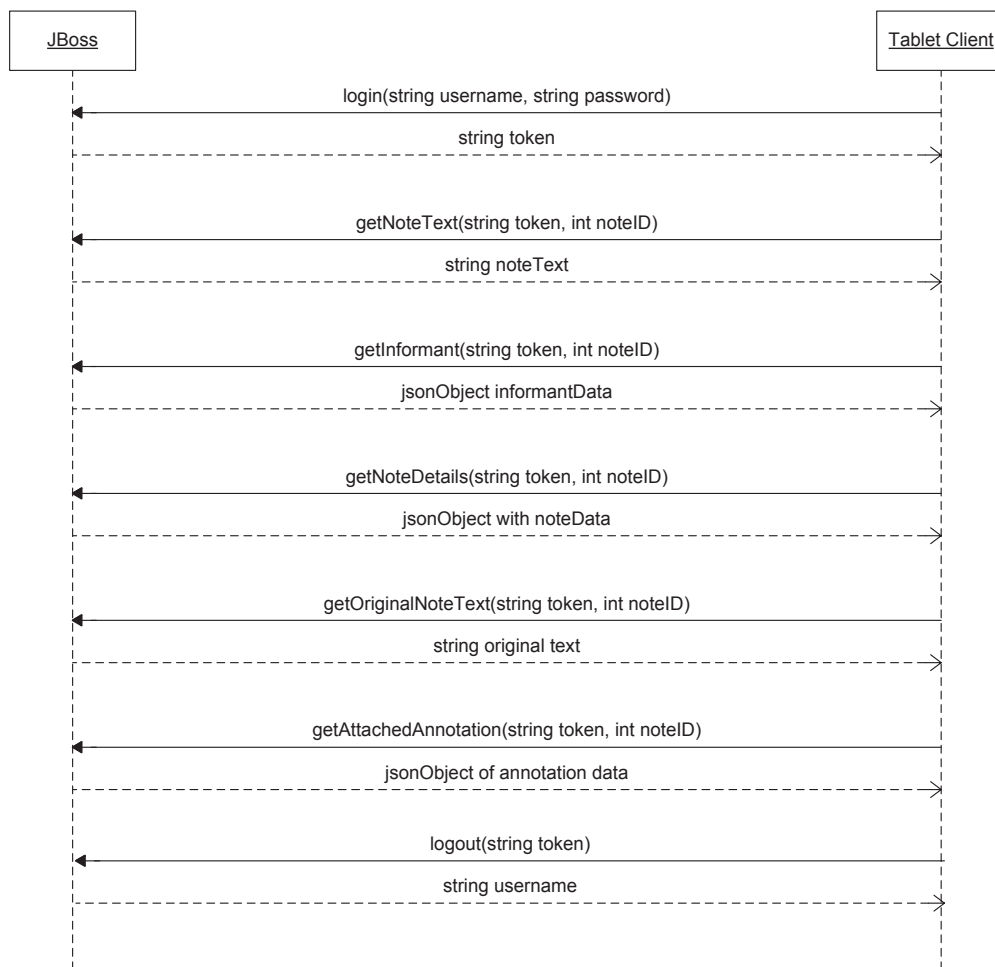 JBoss
Tablet Client
login(string username, string password)
string token
getNoteText(string token, int noteID)
string noteText
getInformant(string token, int noteID)
jsonObject informantData
getNoteDetails(string token, int noteID)
jsonObject with noteData
getOriginalNoteText(string token, int noteID)
string original text
getAttachedAnnotation(string token, int noteID)
jsonObject of annotation data
logout(string token)
string username